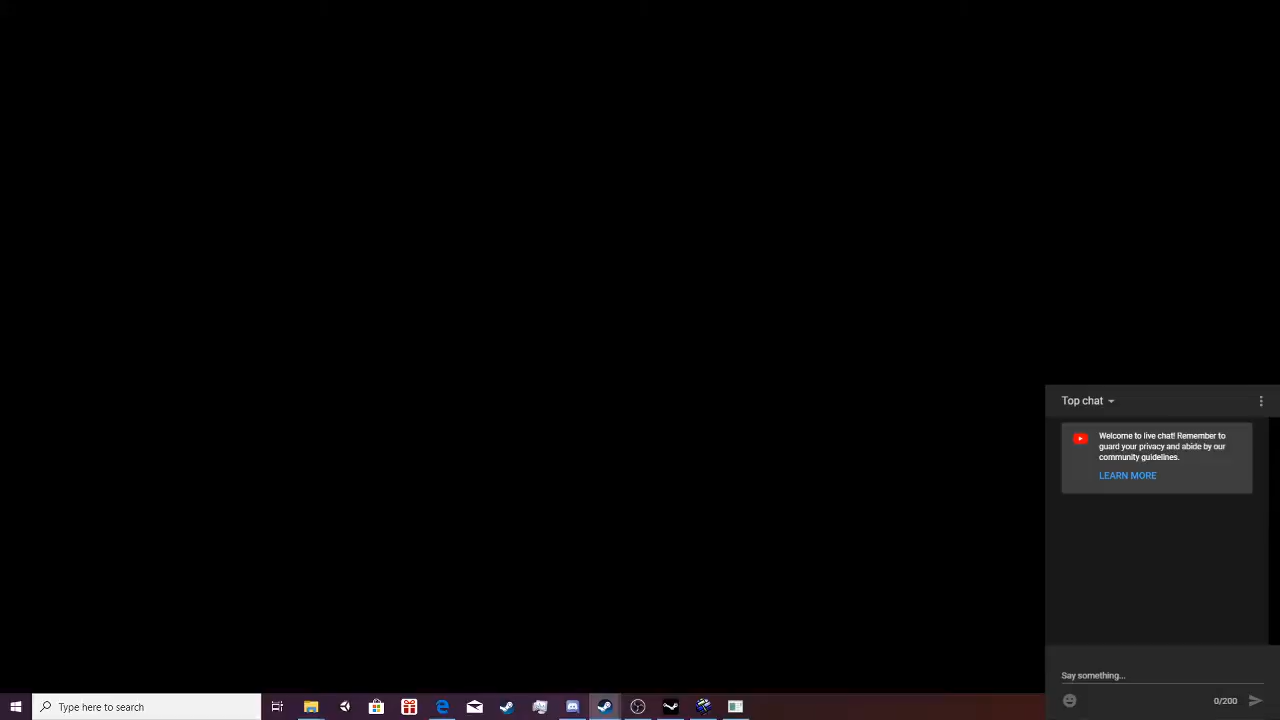 Top chat
Welcome to live chat! Remember to
guard your privacy and abide by our
community guidelines.
LEARN MORE
Say something...
0/200
Type here to search